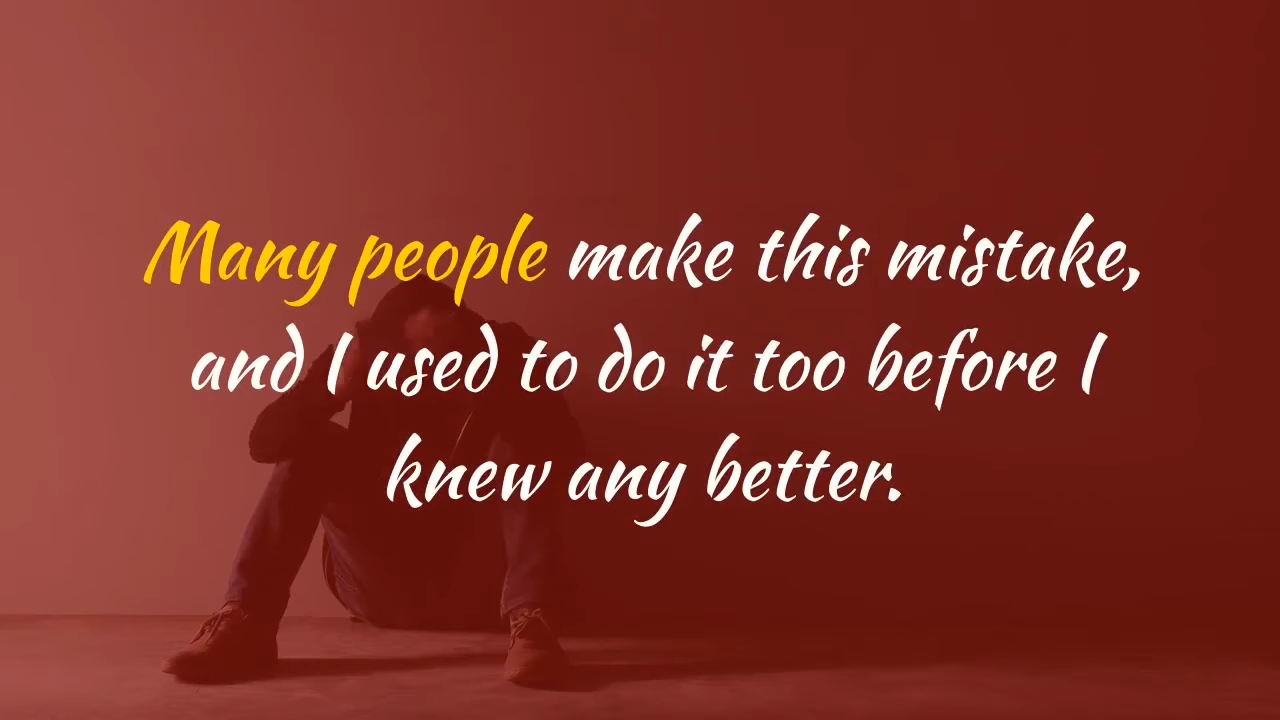 Many people make this mistake,
and I used to do it too before I
knew any better.